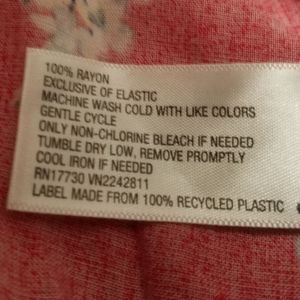 100% RAYON
EXCLUSIVE OF ELASTIC
MACHINE WASH COLD WITH LIKE COLORS
GENTLE CYCLE
ONLY NON-CHLORINE BLEACH IF NEEDED
TUMBLE DRY LOW, REMOVE PROMPTLY
COOL IRON IF NEEDED
RN17730 VN2242811
LABEL MADE FROM 100% RECYCLED PLASTIC